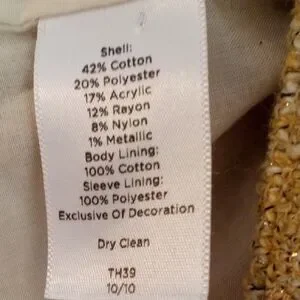 Shell:
42% Cotton
20% Polyester
17% Acrylic
12% Rayon
8% Nylon
1% Metallic
Body Lining:
100% Cotton
Sleeve Lining:
100% Polyester
Exclusive Of Decoration
Dry Clean
TH39
10/10